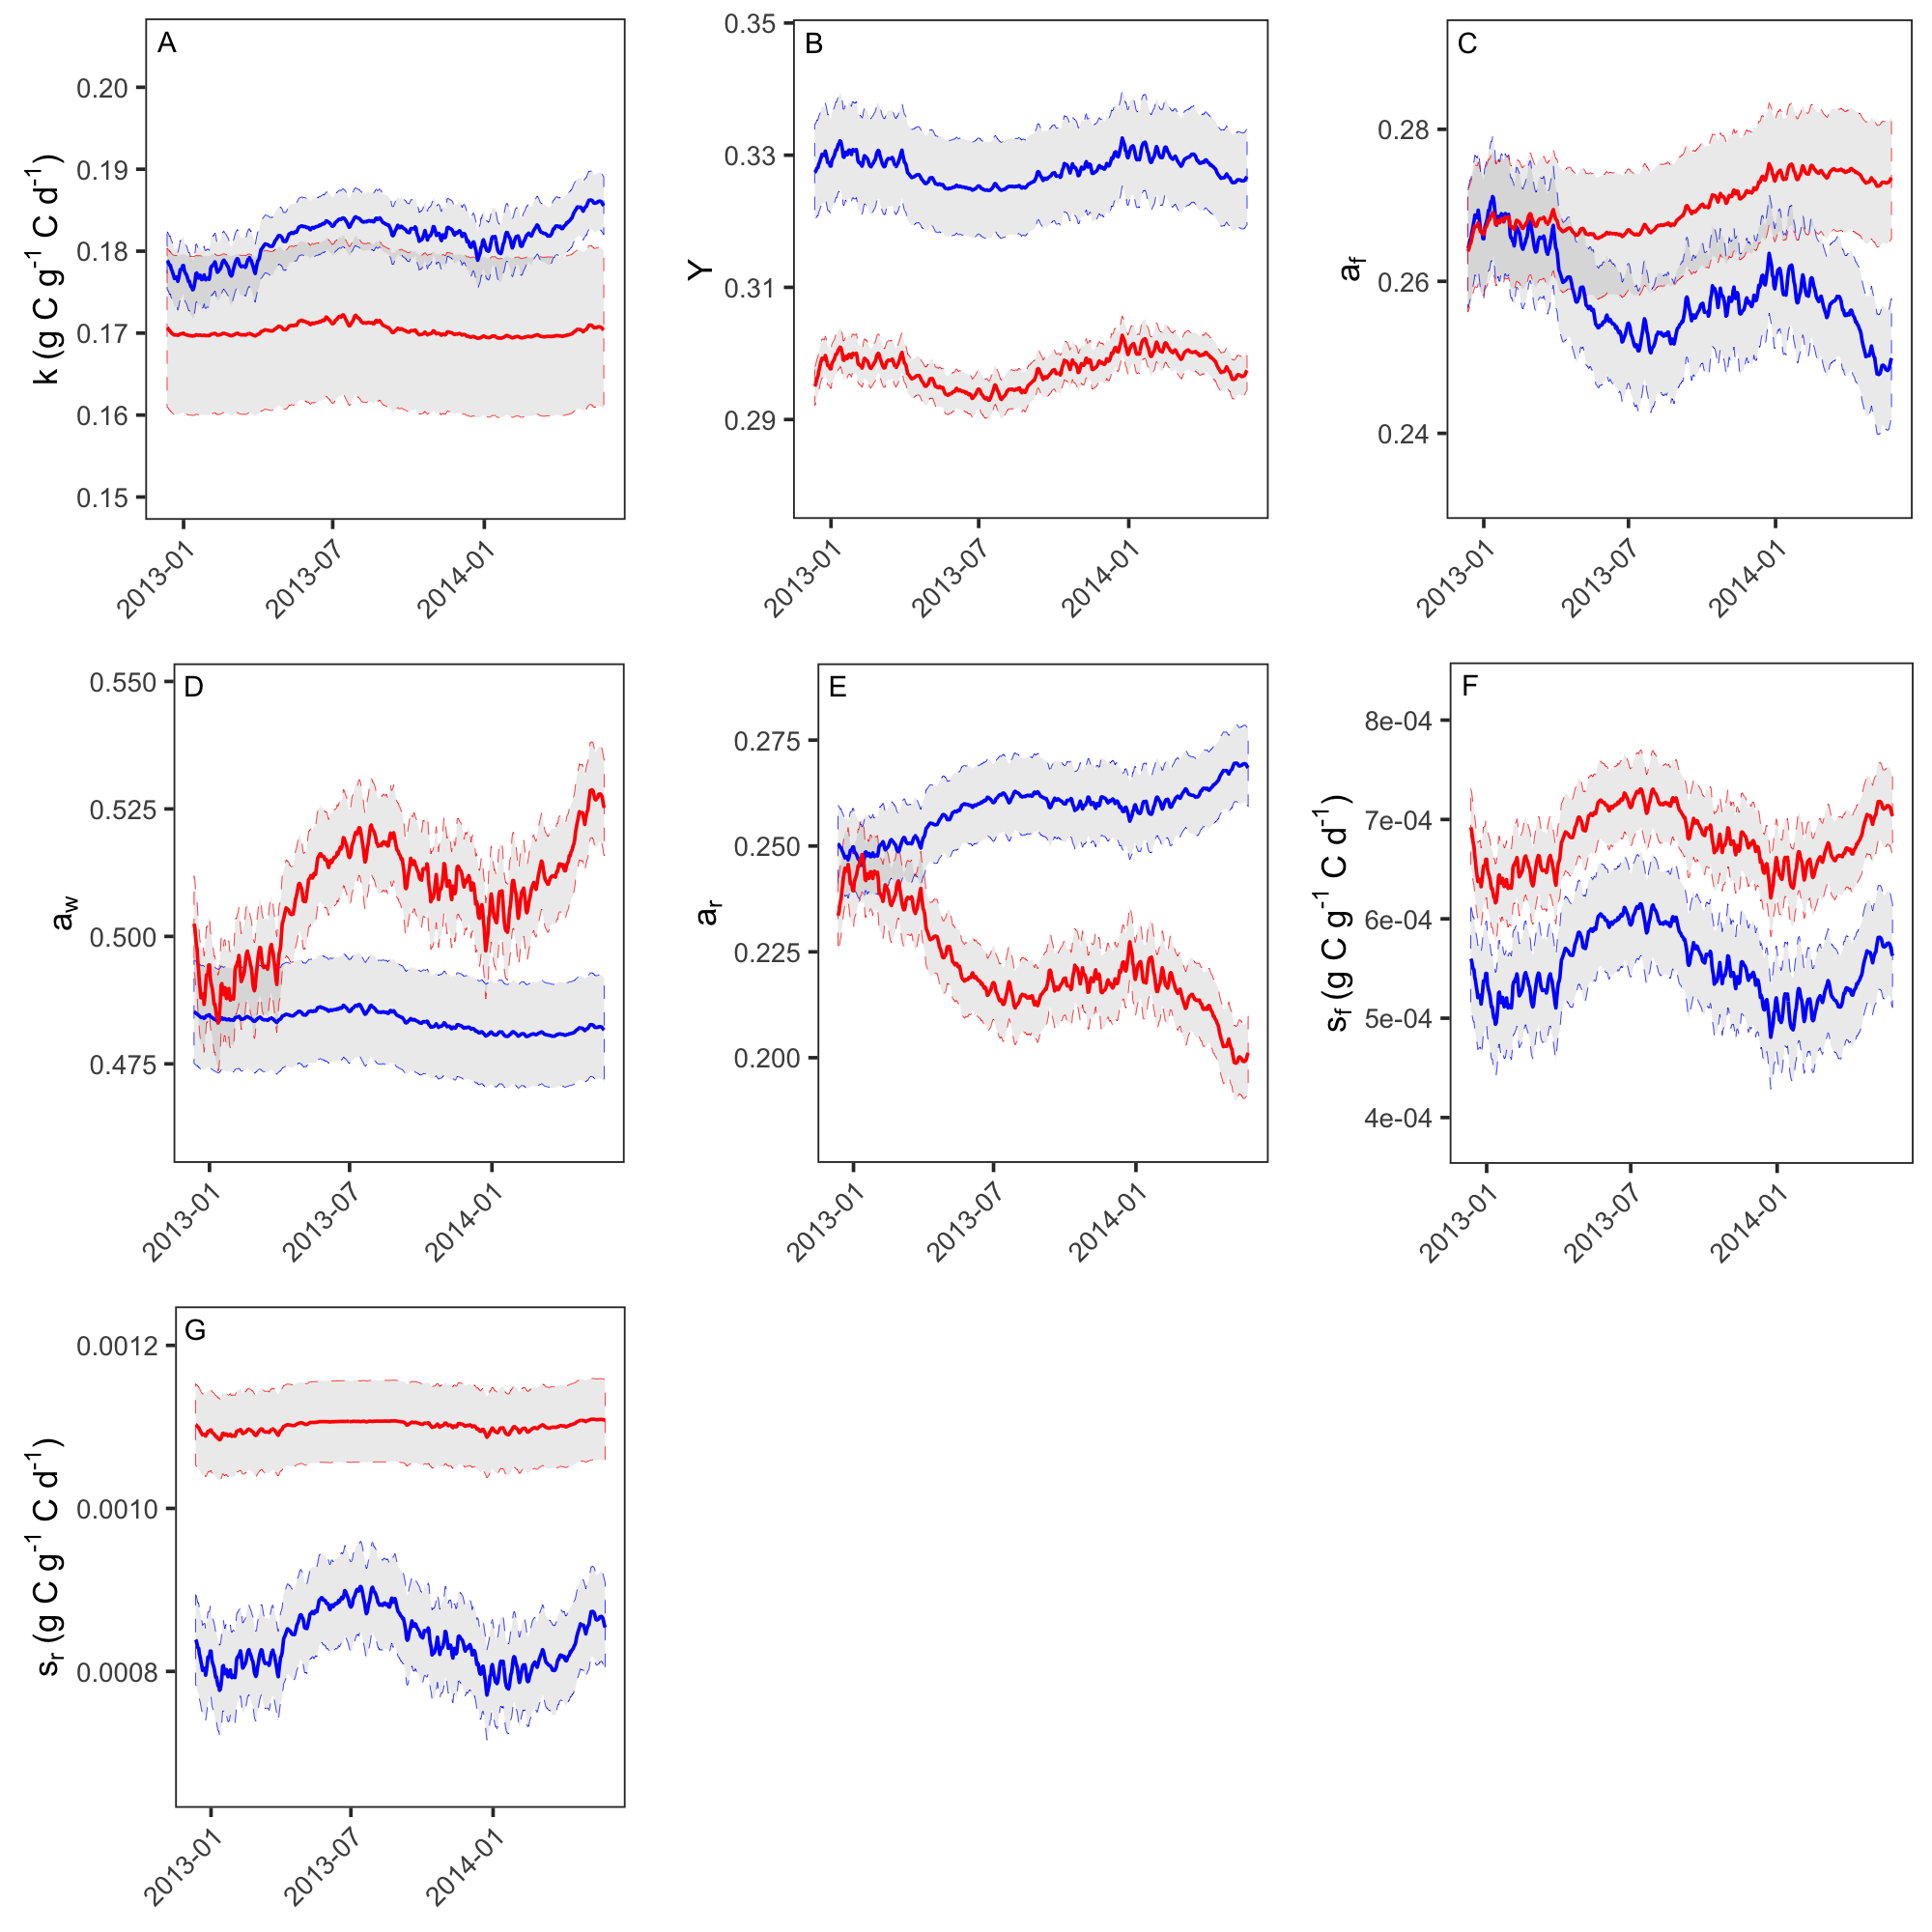 A
k (g C g-1 C d-1)
0.20
0.19
0.18
0.17
0.16
0.15
2013-01
2013-07
2014-01
B
Y
0.35
0.33
0.31
0.29
2013-01
2013-07
2014-01
C
af
0.28
0.26
0.24
2013-01
2013-07
2014-01
D
aw
0.550
0.525
0.500
0.475
2013-01
2013-07
2014-01
E
ar
0.275
0.250
0.225
0.200
2013-01
2013-07
2014-01
F
sf (g C g-1 C d-1)
8e-04
7e-04
6e-04
5e-04
4e-04
2013-01
2013-07
2014-01
G
sr (g C g-1 C d-1)
0.0012
0.0010
0.0008
2013-01
2013-07
2014-01